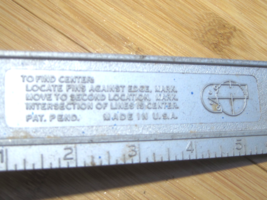 TO FIND CENTER:
LOCATE PINS AGAINST EDGE, MARK.
MOVE TO SECOND LOCATION, MARK.
INTERSECTION OF LINES IS CENTER.
PAT. PEND. MADE IN U.S.A.
1 2 3 4 5